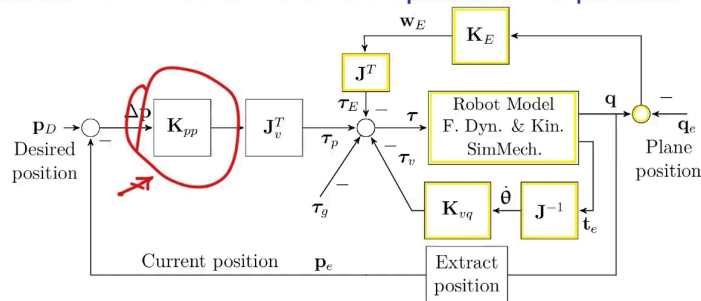 w_E
K_E
J^T
τ_E
−
Δp
p_D
Desired
position
−
K_pp
J_v^T
τ_p
τ
Robot Model
F. Dyn. & Kin.
SimMech.
q
−
q_e
Plane
position
−
τ_v
−
τ_g
K_vq
θ̇
J^−1
t_e
Current position p_e
Extract
position